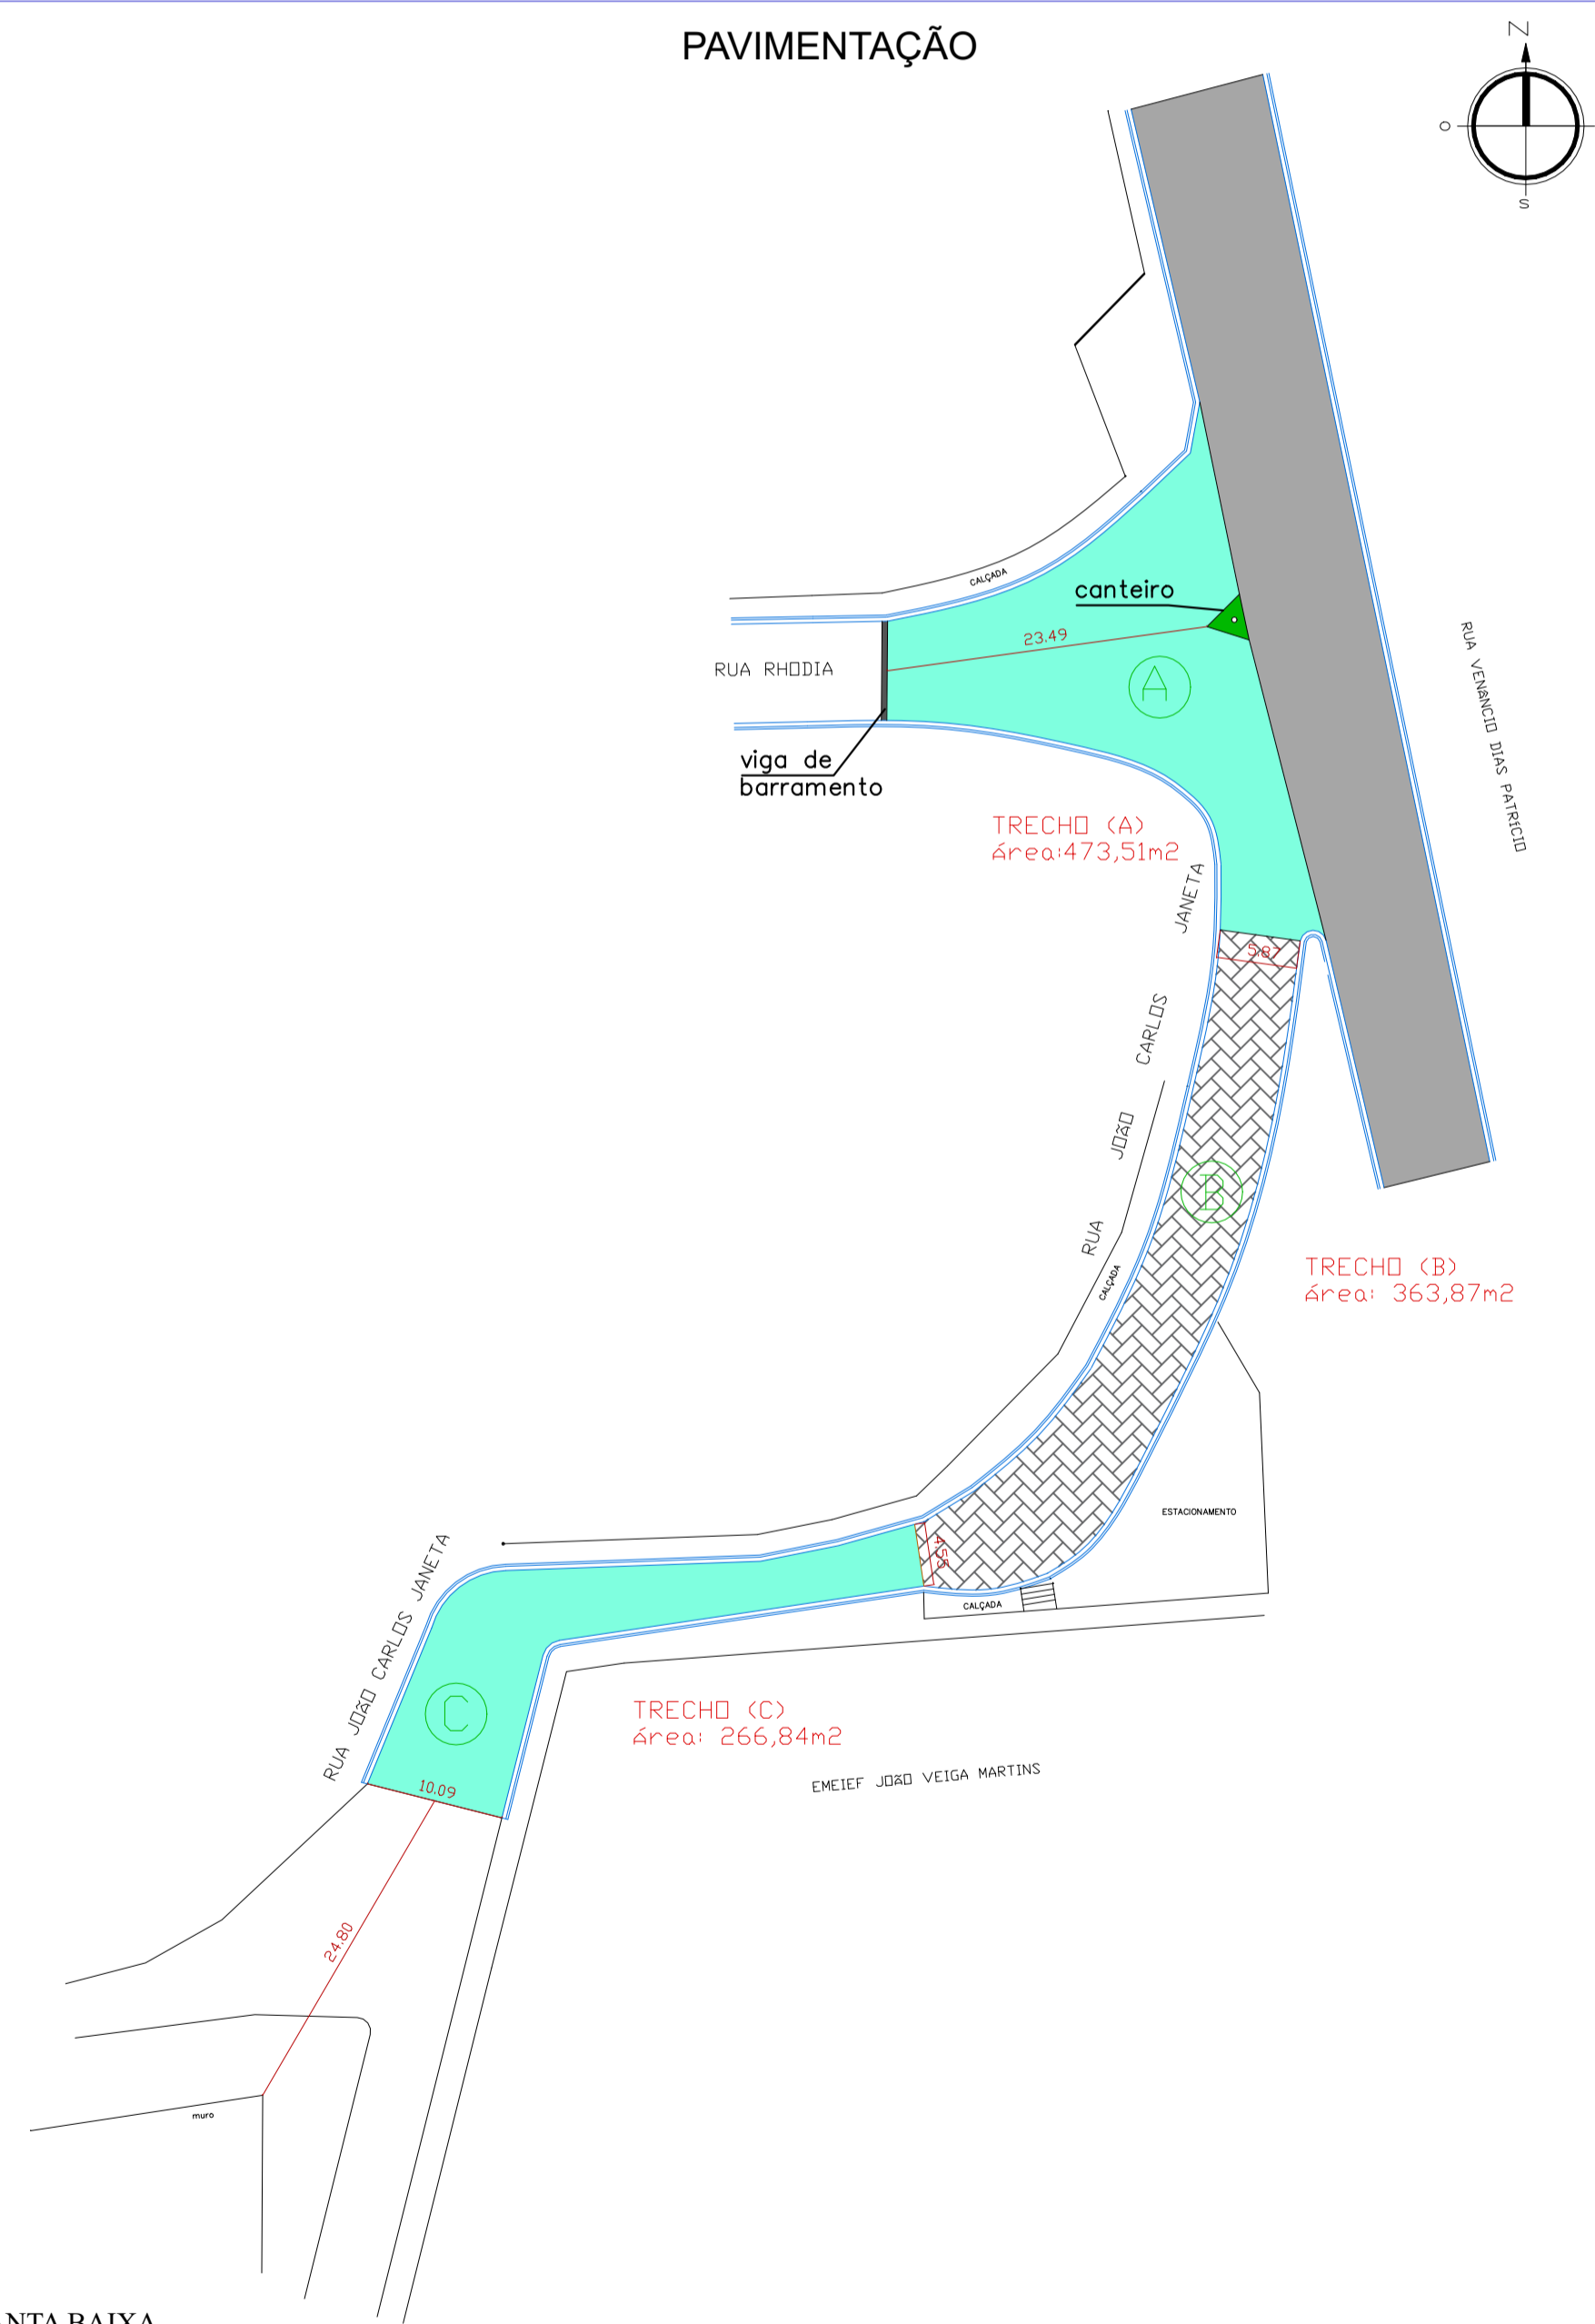 PAVIMENTAÇÃO
N
O
S
CALÇADA
canteiro
23.49
RUA RHODIA
A
viga de
barramento
RUA VENÂNCIO DIAS PATRÍCIO
TRECHO (A)
Área:473,51m2
RUA JOÃO CARLOS JANETA
5.87
B
CALÇADA
TRECHO (B)
Área: 363,87m2
ESTACIONAMENTO
4.55
CALÇADA
RUA JOÃO CARLOS JANETA
C
TRECHO (C)
Área: 266,84m2
10.09
EMEIEF JOÃO VEIGA MARTINS
24.80
muro
NTA BAIXA